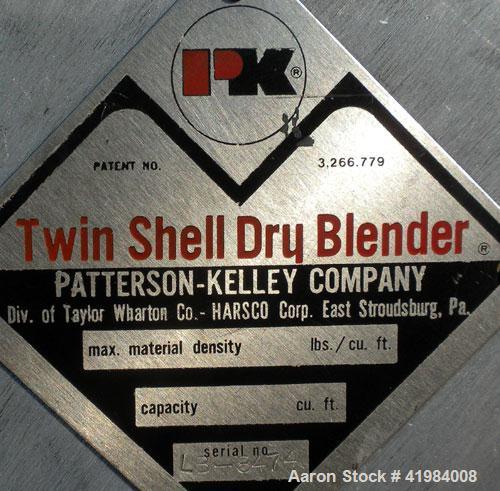 PK®
PATENT NO. 3,266.779
Twin Shell Dry Blender®
PATTERSON-KELLEY COMPANY
Div. of Taylor Wharton Co.- HARSCO Corp. East Stroudsburg, Pa.
max. material density lbs./cu. ft.
capacity cu. ft.
serial no.
Aaron Stock # 41984008